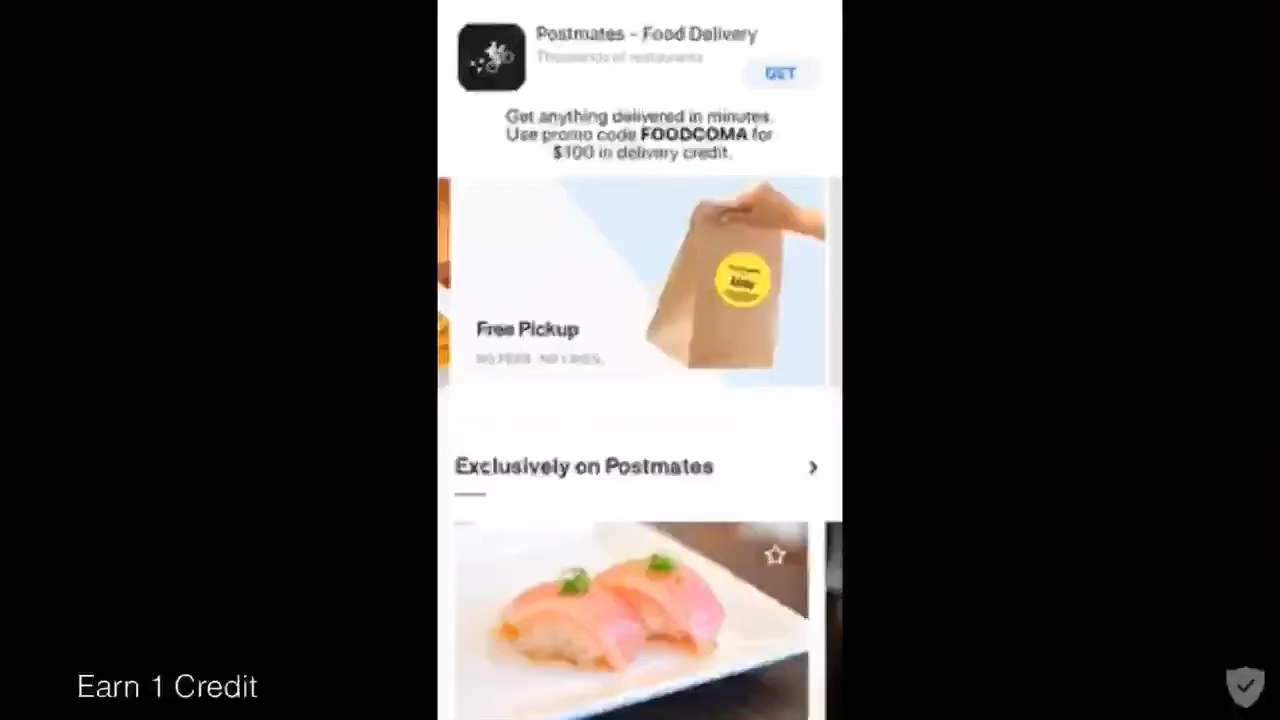 Postmates - Food Delivery
Thousands of restaurants
GET
Get anything delivered in minutes.
Use promo code FOODCOMA for
$100 in delivery credit.
Free Pickup
NO FEES. NO LINES.
Exclusively on Postmates
Earn 1 Credit